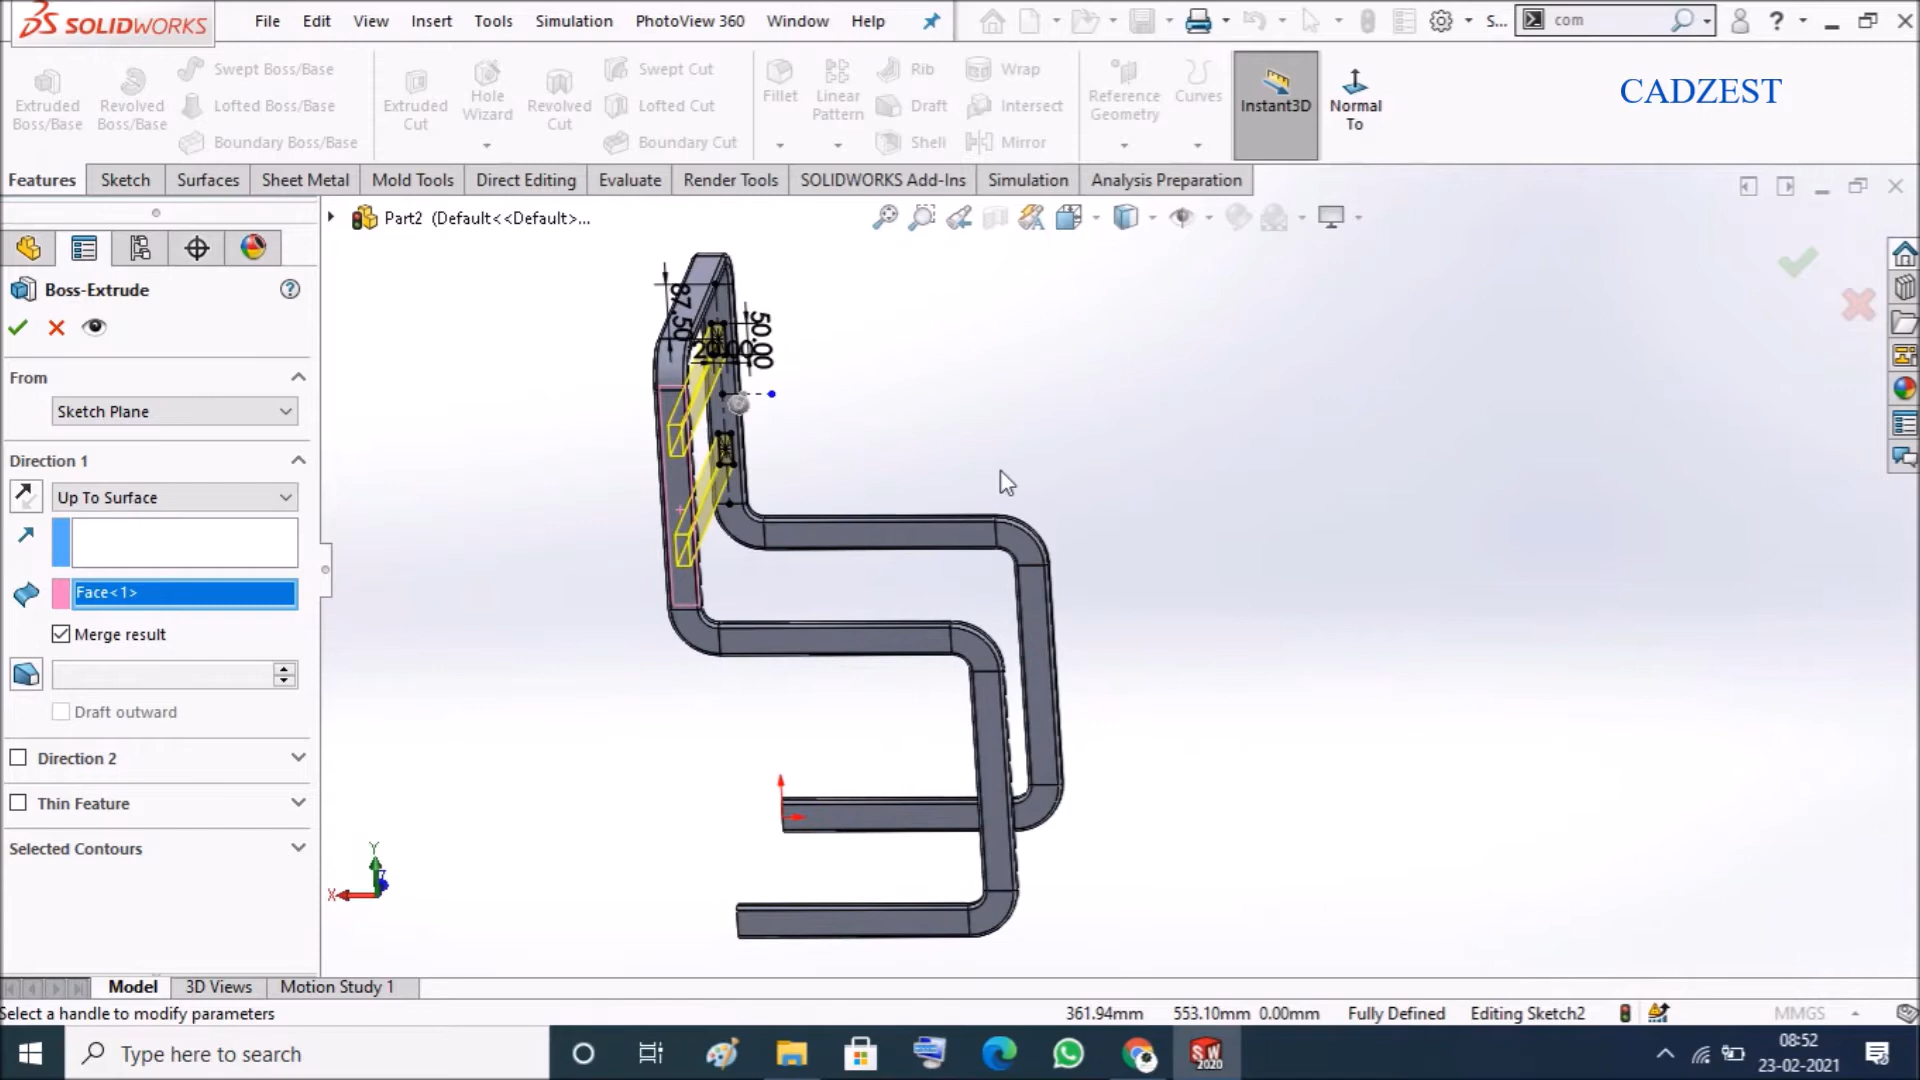 SOLIDWORKS File Edit View Insert Tools Simulation PhotoView 360 Window Help S... com ?
Extruded Boss/Base
Revolved Boss/Base
Swept Boss/Base
Lofted Boss/Base
Boundary Boss/Base
Extruded Cut
Hole Wizard
Revolved Cut
Swept Cut
Lofted Cut
Boundary Cut
Fillet
Linear Pattern
Rib
Draft
Shell
Wrap
Intersect
Mirror
Reference Geometry
Curves
Instant3D
Normal To
CADZEST
Features Sketch Surfaces Sheet Metal Mold Tools Direct Editing Evaluate Render Tools SOLIDWORKS Add-Ins Simulation Analysis Preparation
Part2 (Default<<Default>...
Boss-Extrude
From
Sketch Plane
Direction 1
Up To Surface
Face<1>
Merge result
Draft outward
Direction 2
Thin Feature
Selected Contours
87.50
50.00
20.00
Y
X
Z
Model 3D Views Motion Study 1
Select a handle to modify parameters 361.94mm 553.10mm 0.00mm Fully Defined Editing Sketch2 MMGS
Type here to search
SW
2020
08:52
23-02-2021